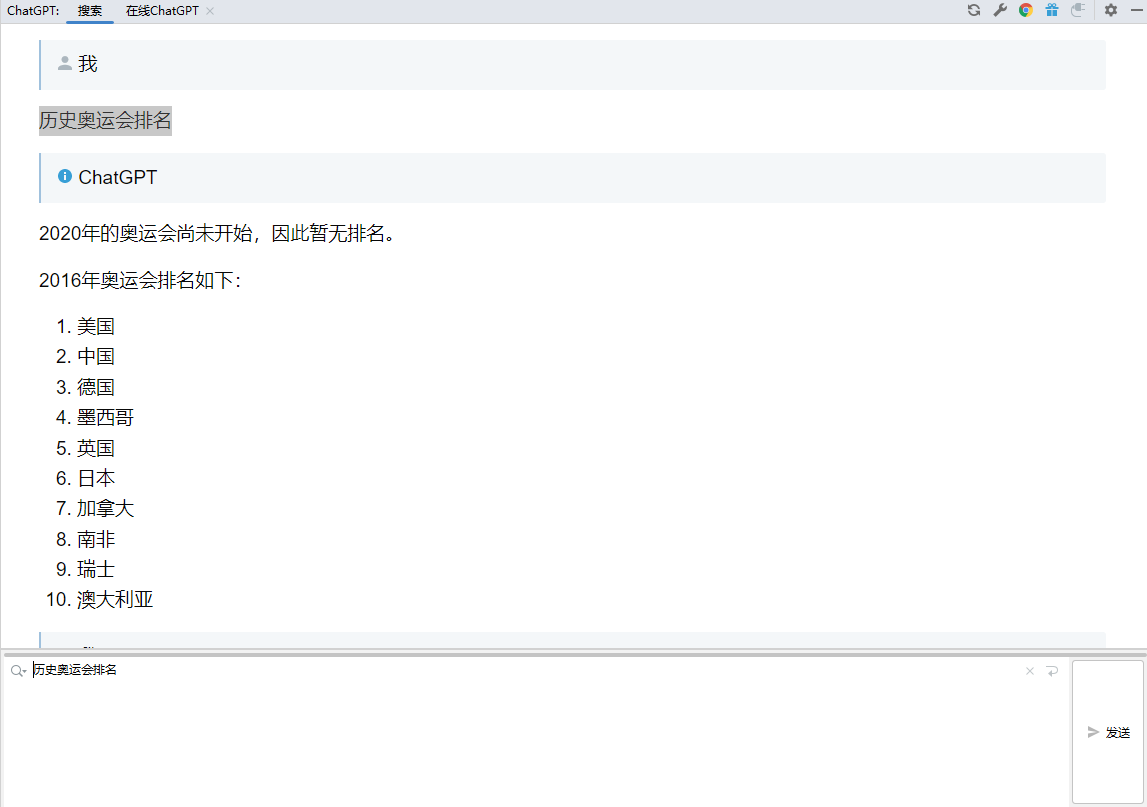 ChatGPT: 搜索 在线ChatGPT
我
历史奥运会排名
ChatGPT
2020年的奥运会尚未开始，因此暂无排名。
2016年奥运会排名如下：
1. 美国
2. 中国
3. 德国
4. 墨西哥
5. 英国
6. 日本
7. 加拿大
8. 南非
9. 瑞士
10. 澳大利亚
历史奥运会排名
发送